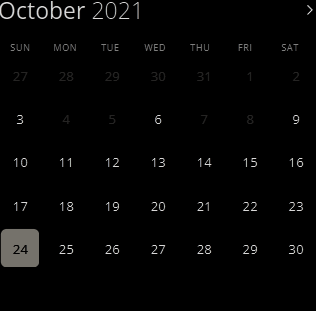 October 2021
SUN MON TUE WED THU FRI SAT
27 28 29 30 31 1 2
3 4 5 6 7 8 9
10 11 12 13 14 15 16
17 18 19 20 21 22 23
24 25 26 27 28 29 30